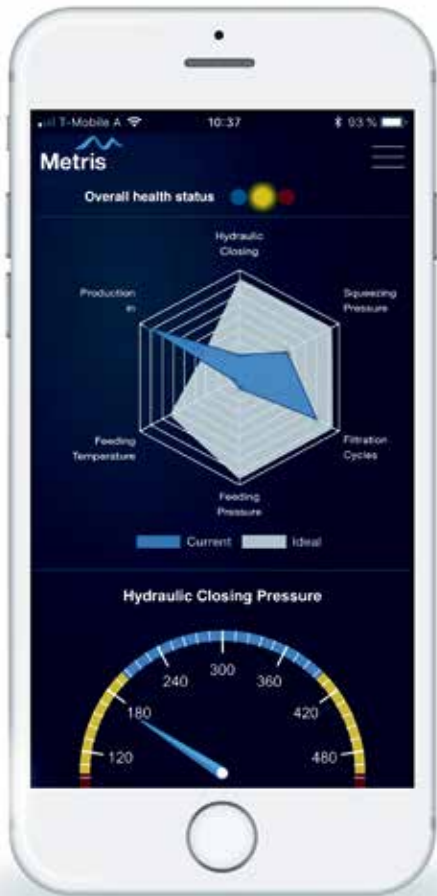 T-Mobile A 10:37 93 %
Metris
Overall health status
Hydraulic
Closing
Production
in
Squeezing
Pressure
Feeding
Temperature
Filtration
Cycles
Feeding
Pressure
Current Ideal
Hydraulic Closing Pressure
120
180
240
300
360
420
480